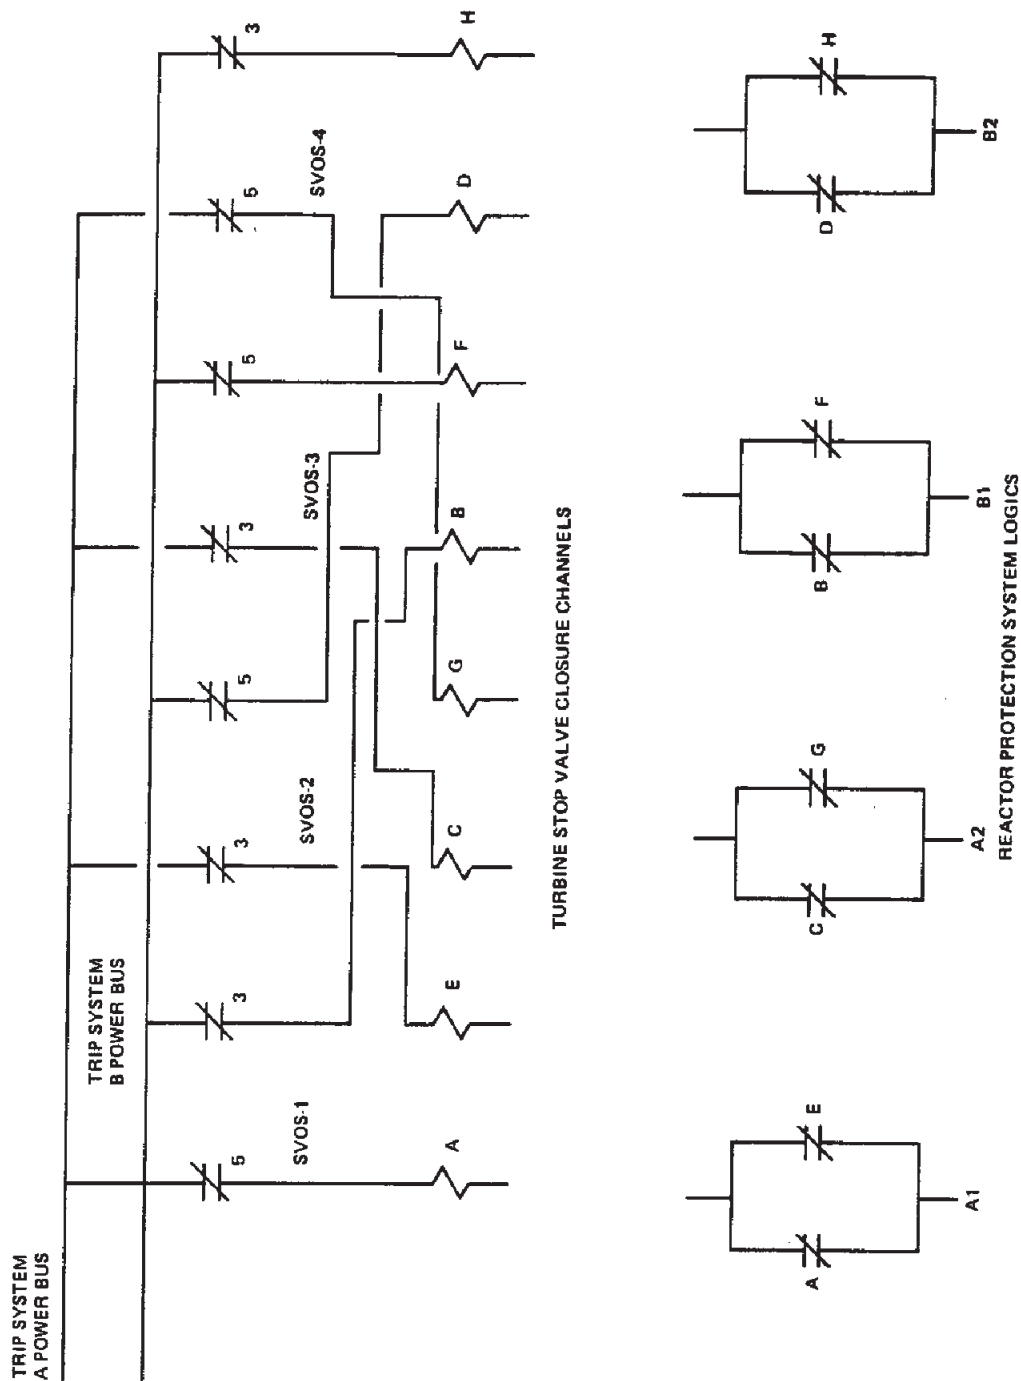 TRIP SYSTEM
A POWER BUS
TRIP SYSTEM
B POWER BUS
5
3
3
5
3
5
5
3
SVOS-1
SVOS-2
SVOS-3
SVOS-4
A
E
C
G
B
F
D
H
TURBINE STOP VALVE CLOSURE CHANNELS
A
E
C
G
B
F
D
H
A1
A2
B1
B2
REACTOR PROTECTION SYSTEM LOGICS